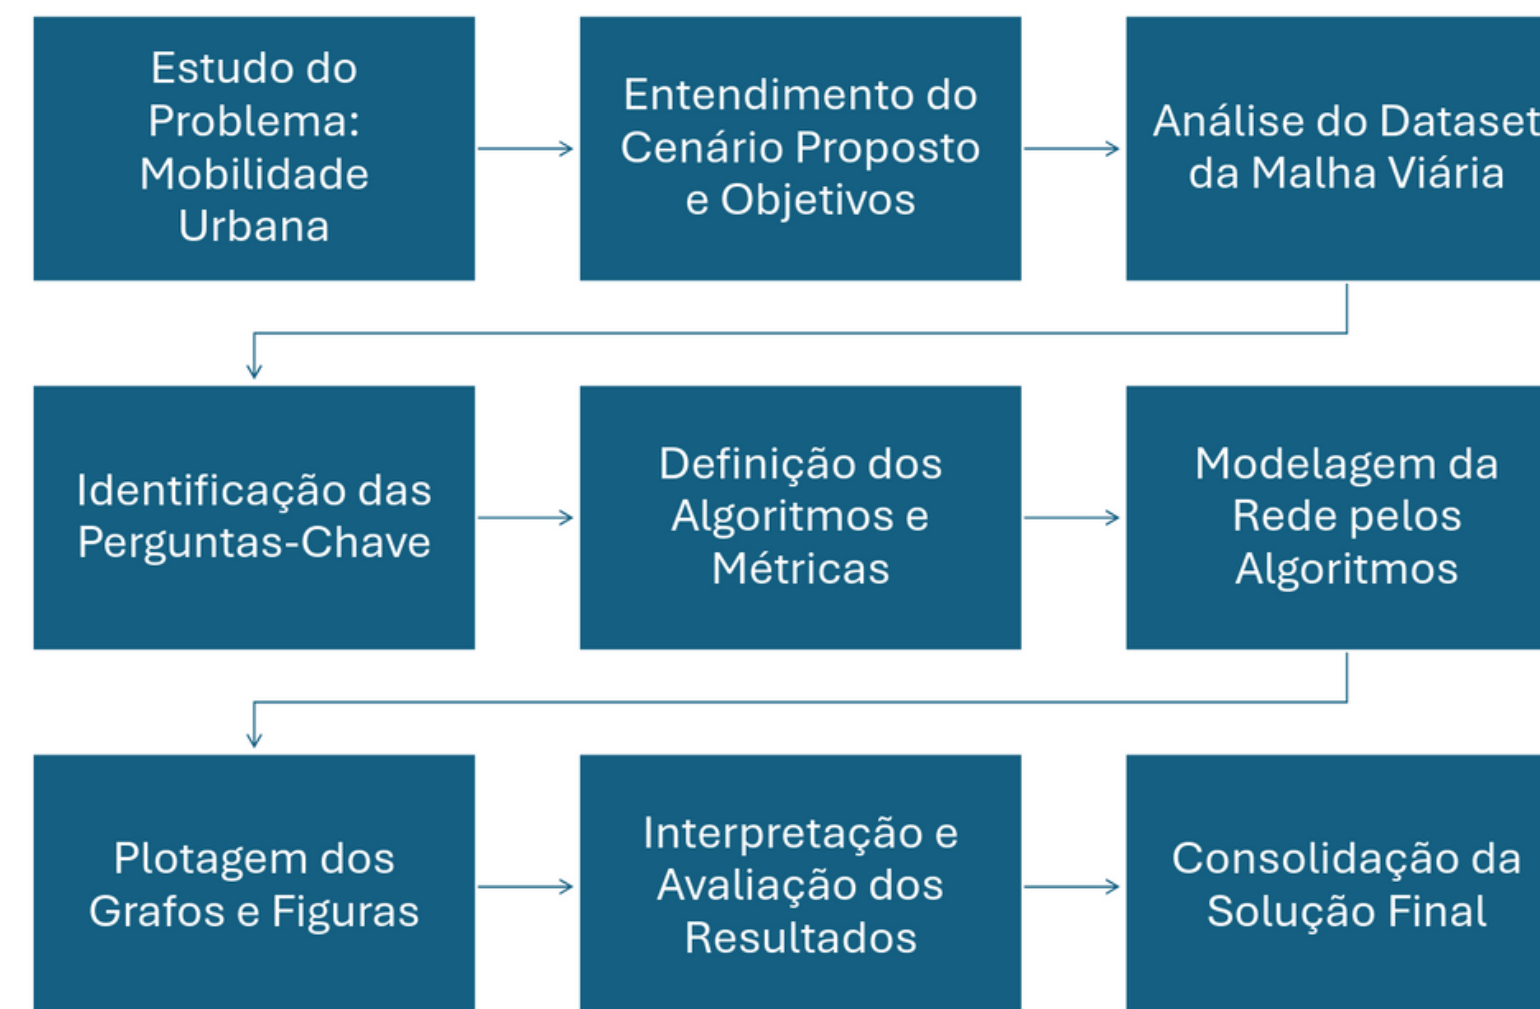 Estudo do
Problema:
Mobilidade
Urbana
Entendimento do
Cenário Proposto
e Objetivos
Análise do Dataset
da Malha Viária
Identificação das
Perguntas-Chave
Definição dos
Algoritmos e
Métricas
Modelagem da
Rede pelos
Algoritmos
Plotagem dos
Grafos e Figuras
Interpretação e
Avaliação dos
Resultados
Consolidação da
Solução Final